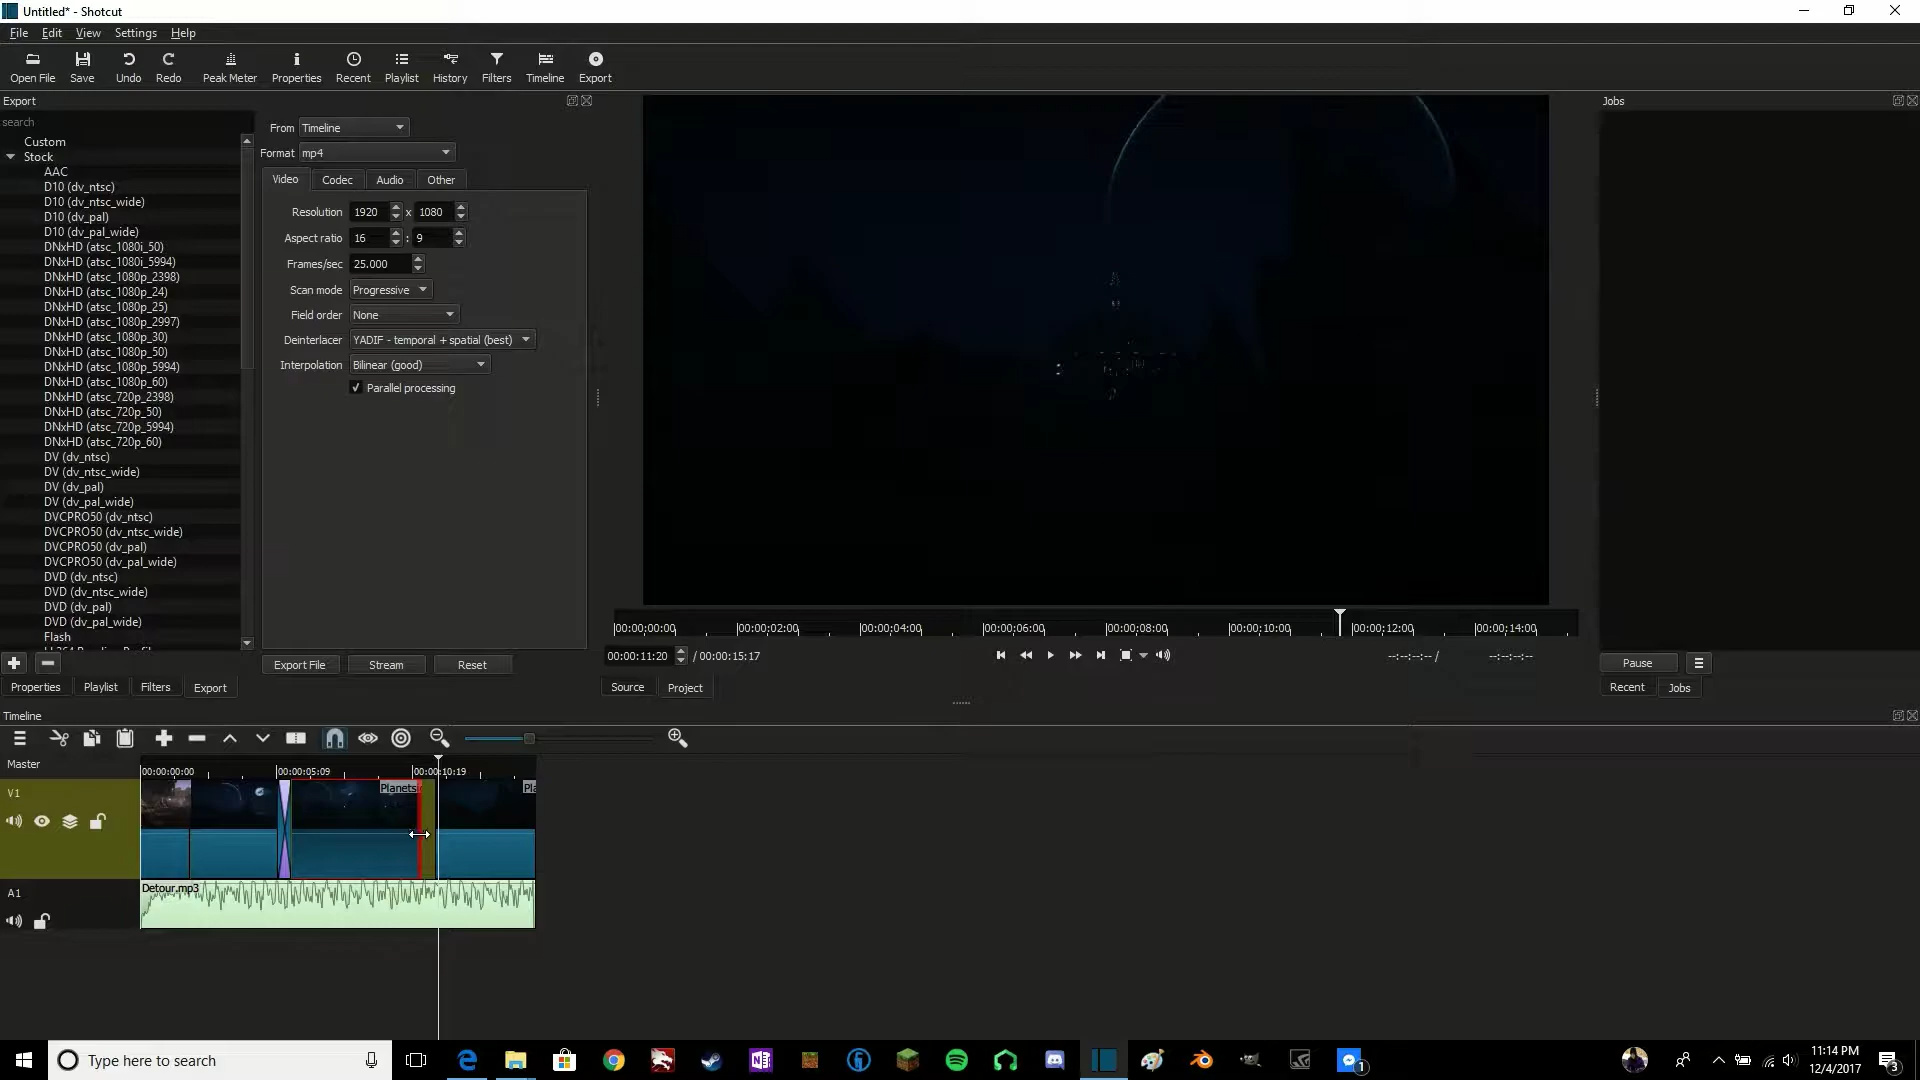 Untitled* - Shotcut
File Edit View Settings Help
Open File Save Undo Redo Peak Meter Properties Recent Playlist History Filters Timeline Export
Export
search
Custom
Stock
AAC
D10 (dv_ntsc)
D10 (dv_ntsc_wide)
D10 (dv_pal)
D10 (dv_pal_wide)
DNxHD (atsc_1080i_50)
DNxHD (atsc_1080i_5994)
DNxHD (atsc_1080p_2398)
DNxHD (atsc_1080p_24)
DNxHD (atsc_1080p_25)
DNxHD (atsc_1080p_2997)
DNxHD (atsc_1080p_30)
DNxHD (atsc_1080p_50)
DNxHD (atsc_1080p_5994)
DNxHD (atsc_1080p_60)
DNxHD (atsc_720p_2398)
DNxHD (atsc_720p_50)
DNxHD (atsc_720p_5994)
DNxHD (atsc_720p_60)
DV (dv_ntsc)
DV (dv_ntsc_wide)
DV (dv_pal)
DV (dv_pal_wide)
DVCPRO50 (dv_ntsc)
DVCPRO50 (dv_ntsc_wide)
DVCPRO50 (dv_pal)
DVCPRO50 (dv_pal_wide)
DVD (dv_ntsc)
DVD (dv_ntsc_wide)
DVD (dv_pal)
DVD (dv_pal_wide)
Flash
From Timeline
Format mp4
Video Codec Audio Other
Resolution 1920 x 1080
Aspect ratio 16 : 9
Frames/sec 25.000
Scan mode Progressive
Field order None
Deinterlacer YADIF - temporal + spatial (best)
Interpolation Bilinear (good)
Parallel processing
Export File Stream Reset
Properties Playlist Filters Export
00:00:00:00 00:00:02:00 00:00:04:00 00:00:06:00 00:00:08:00 00:00:10:00 00:00:12:00 00:00:14:00
00:00:11:20 / 00:00:15:17
--:--:--:-- / --:--:--:--
Source Project
Jobs
Pause
Recent Jobs
Timeline
Master
00:00:00:00 00:00:05:09 00:00:10:19
V1
Planets
Pla
A1
Detour.mp3
Type here to search
1
11:14 PM
12/4/2017
3